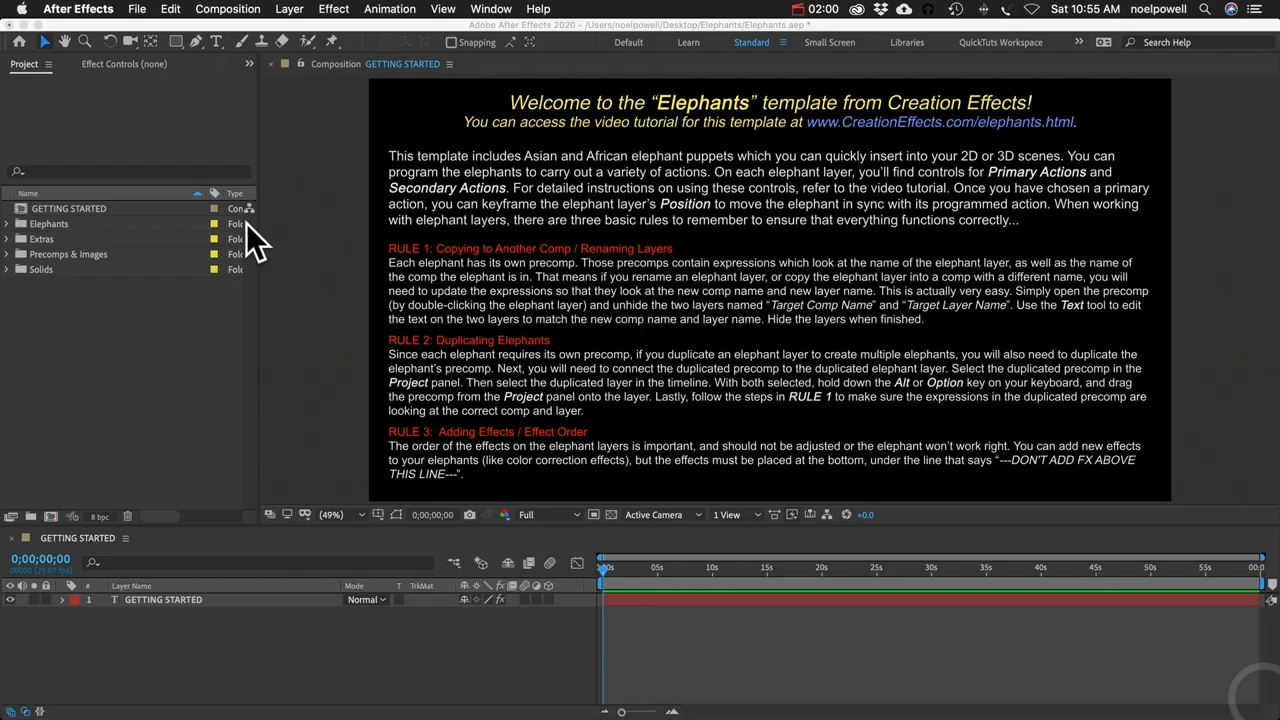 After Effects File Edit Composition Layer Effect Animation View Window Help 02:00 Sat 10:55 AM noelpowell
Adobe After Effects 2020 - /Users/noelpowell/Desktop/Elephants/Elephants.aep *
Snapping Default Learn Standard Small Screen Libraries QuickTuts Workspace Search Help
Project Effect Controls (none) Composition GETTING STARTED
Name Type
GETTING STARTED Con
Elephants Fol
Extras Fol
Precomps & Images Fol
Solids Fol
Welcome to the “Elephants” template from Creation Effects!
You can access the video tutorial for this template at www.CreationEffects.com/elephants.html.
This template includes Asian and African elephant puppets which you can quickly insert into your 2D or 3D scenes. You can
program the elephants to carry out a variety of actions. On each elephant layer, you’ll find controls for Primary Actions and
Secondary Actions. For detailed instructions on using these controls, refer to the video tutorial. Once you have chosen a primary
action, you can keyframe the elephant layer’s Position to move the elephant in sync with its programmed action. When working
with elephant layers, there are three basic rules to remember to ensure that everything functions correctly...
RULE 1: Copying to Another Comp / Renaming Layers
Each elephant has its own precomp. Those precomps contain expressions which look at the name of the elephant layer, as well as the name of
the comp the elephant is in. That means if you rename an elephant layer, or copy the elephant layer into a comp with a different name, you will
need to update the expressions so that they look at the new comp name and new layer name. This is actually very easy. Simply open the precomp
(by double-clicking the elephant layer) and unhide the two layers named “Target Comp Name” and “Target Layer Name”. Use the Text tool to edit
the text on the two layers to match the new comp name and layer name. Hide the layers when finished.
RULE 2: Duplicating Elephants
Since each elephant requires its own precomp, if you duplicate an elephant layer to create multiple elephants, you will also need to duplicate the
elephant’s precomp. Next, you will need to connect the duplicated precomp to the duplicated elephant layer. Select the duplicated precomp in the
Project panel. Then select the duplicated layer in the timeline. With both selected, hold down the Alt or Option key on your keyboard, and drag
the precomp from the Project panel onto the layer. Lastly, follow the steps in RULE 1 to make sure the expressions in the duplicated precomp are
looking at the correct comp and layer.
RULE 3: Adding Effects / Effect Order
The order of the effects on the elephant layers is important, and should not be adjusted or the elephant won’t work right. You can add new effects
to your elephants (like color correction effects), but the effects must be placed at the bottom, under the line that says “---DON'T ADD FX ABOVE
THIS LINE---”.
8 bpc (49%) 0;00;00;00 Full Active Camera 1 View +0.0
GETTING STARTED
0;00;00;00
00000 (29.97 fps)
05s 10s 15s 20s 25s 30s 35s 40s 45s 50s 55s 00:0
# Layer Name Mode T TrkMat
1 T GETTING STARTED Normal